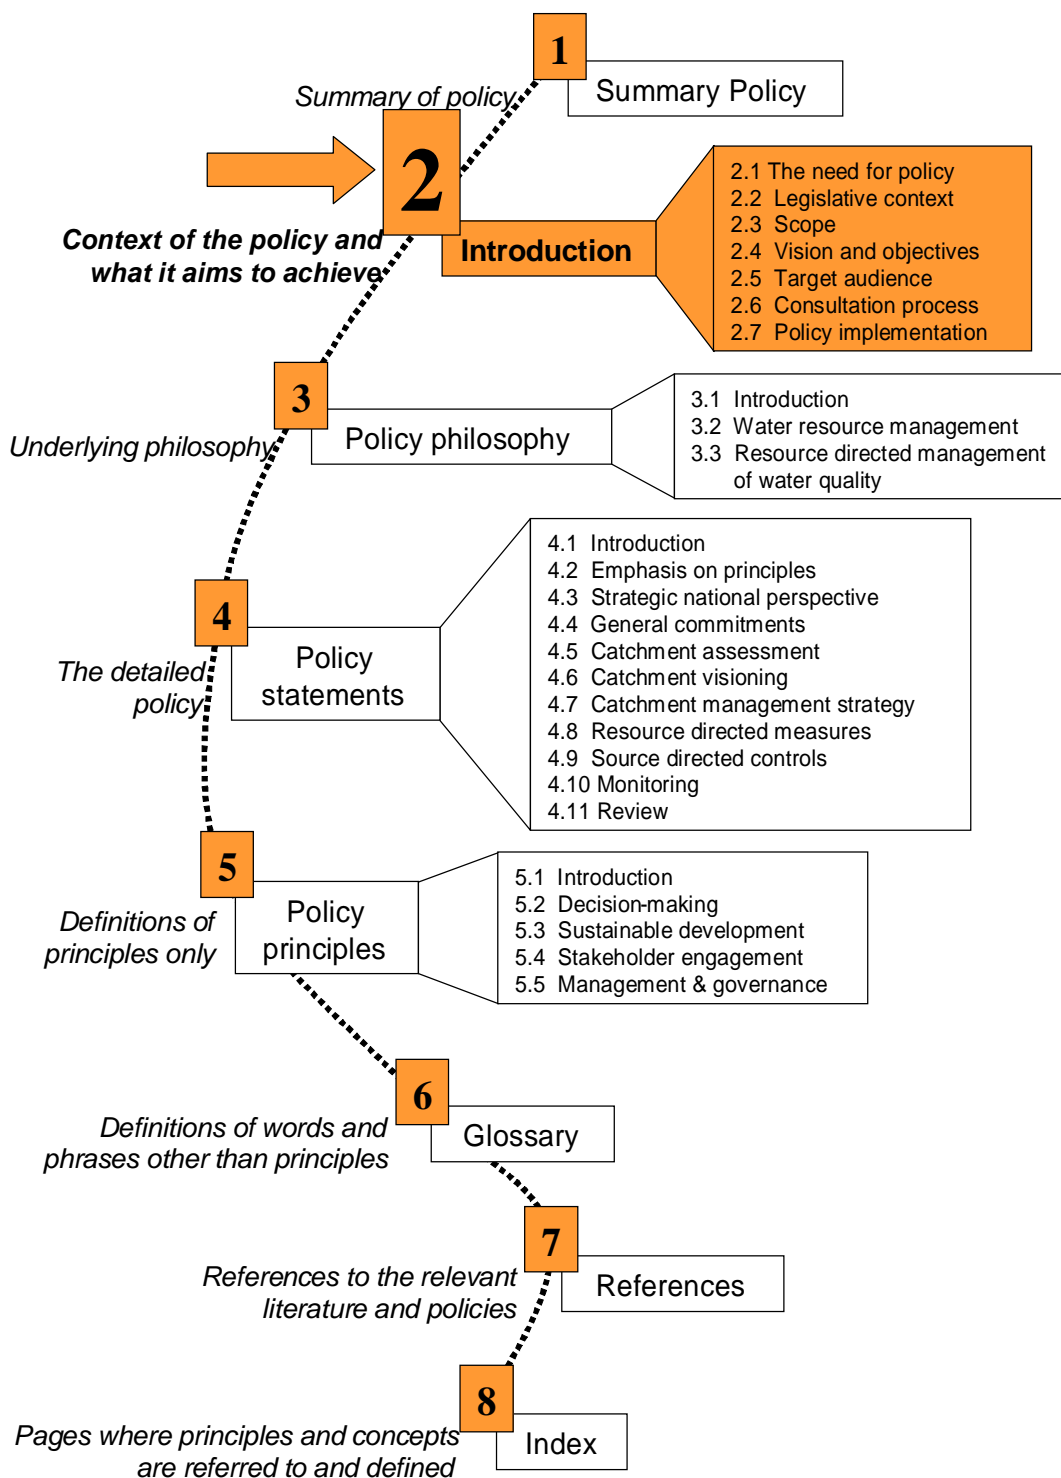 1
Summary Policy
Summary of policy
2
Introduction
Context of the policy and
what it aims to achieve
2.1 The need for policy
2.2 Legislative context
2.3 Scope
2.4 Vision and objectives
2.5 Target audience
2.6 Consultation process
2.7 Policy implementation
3
Policy philosophy
Underlying philosophy
3.1 Introduction
3.2 Water resource management
3.3 Resource directed management
of water quality
4
Policy
statements
The detailed
policy
4.1 Introduction
4.2 Emphasis on principles
4.3 Strategic national perspective
4.4 General commitments
4.5 Catchment assessment
4.6 Catchment visioning
4.7 Catchment management strategy
4.8 Resource directed measures
4.9 Source directed controls
4.10 Monitoring
4.11 Review
5
Policy
principles
Definitions of
principles only
5.1 Introduction
5.2 Decision-making
5.3 Sustainable development
5.4 Stakeholder engagement
5.5 Management & governance
6
Glossary
Definitions of words and
phrases other than principles
7
References
References to the relevant
literature and policies
8
Index
Pages where principles and concepts
are referred to and defined